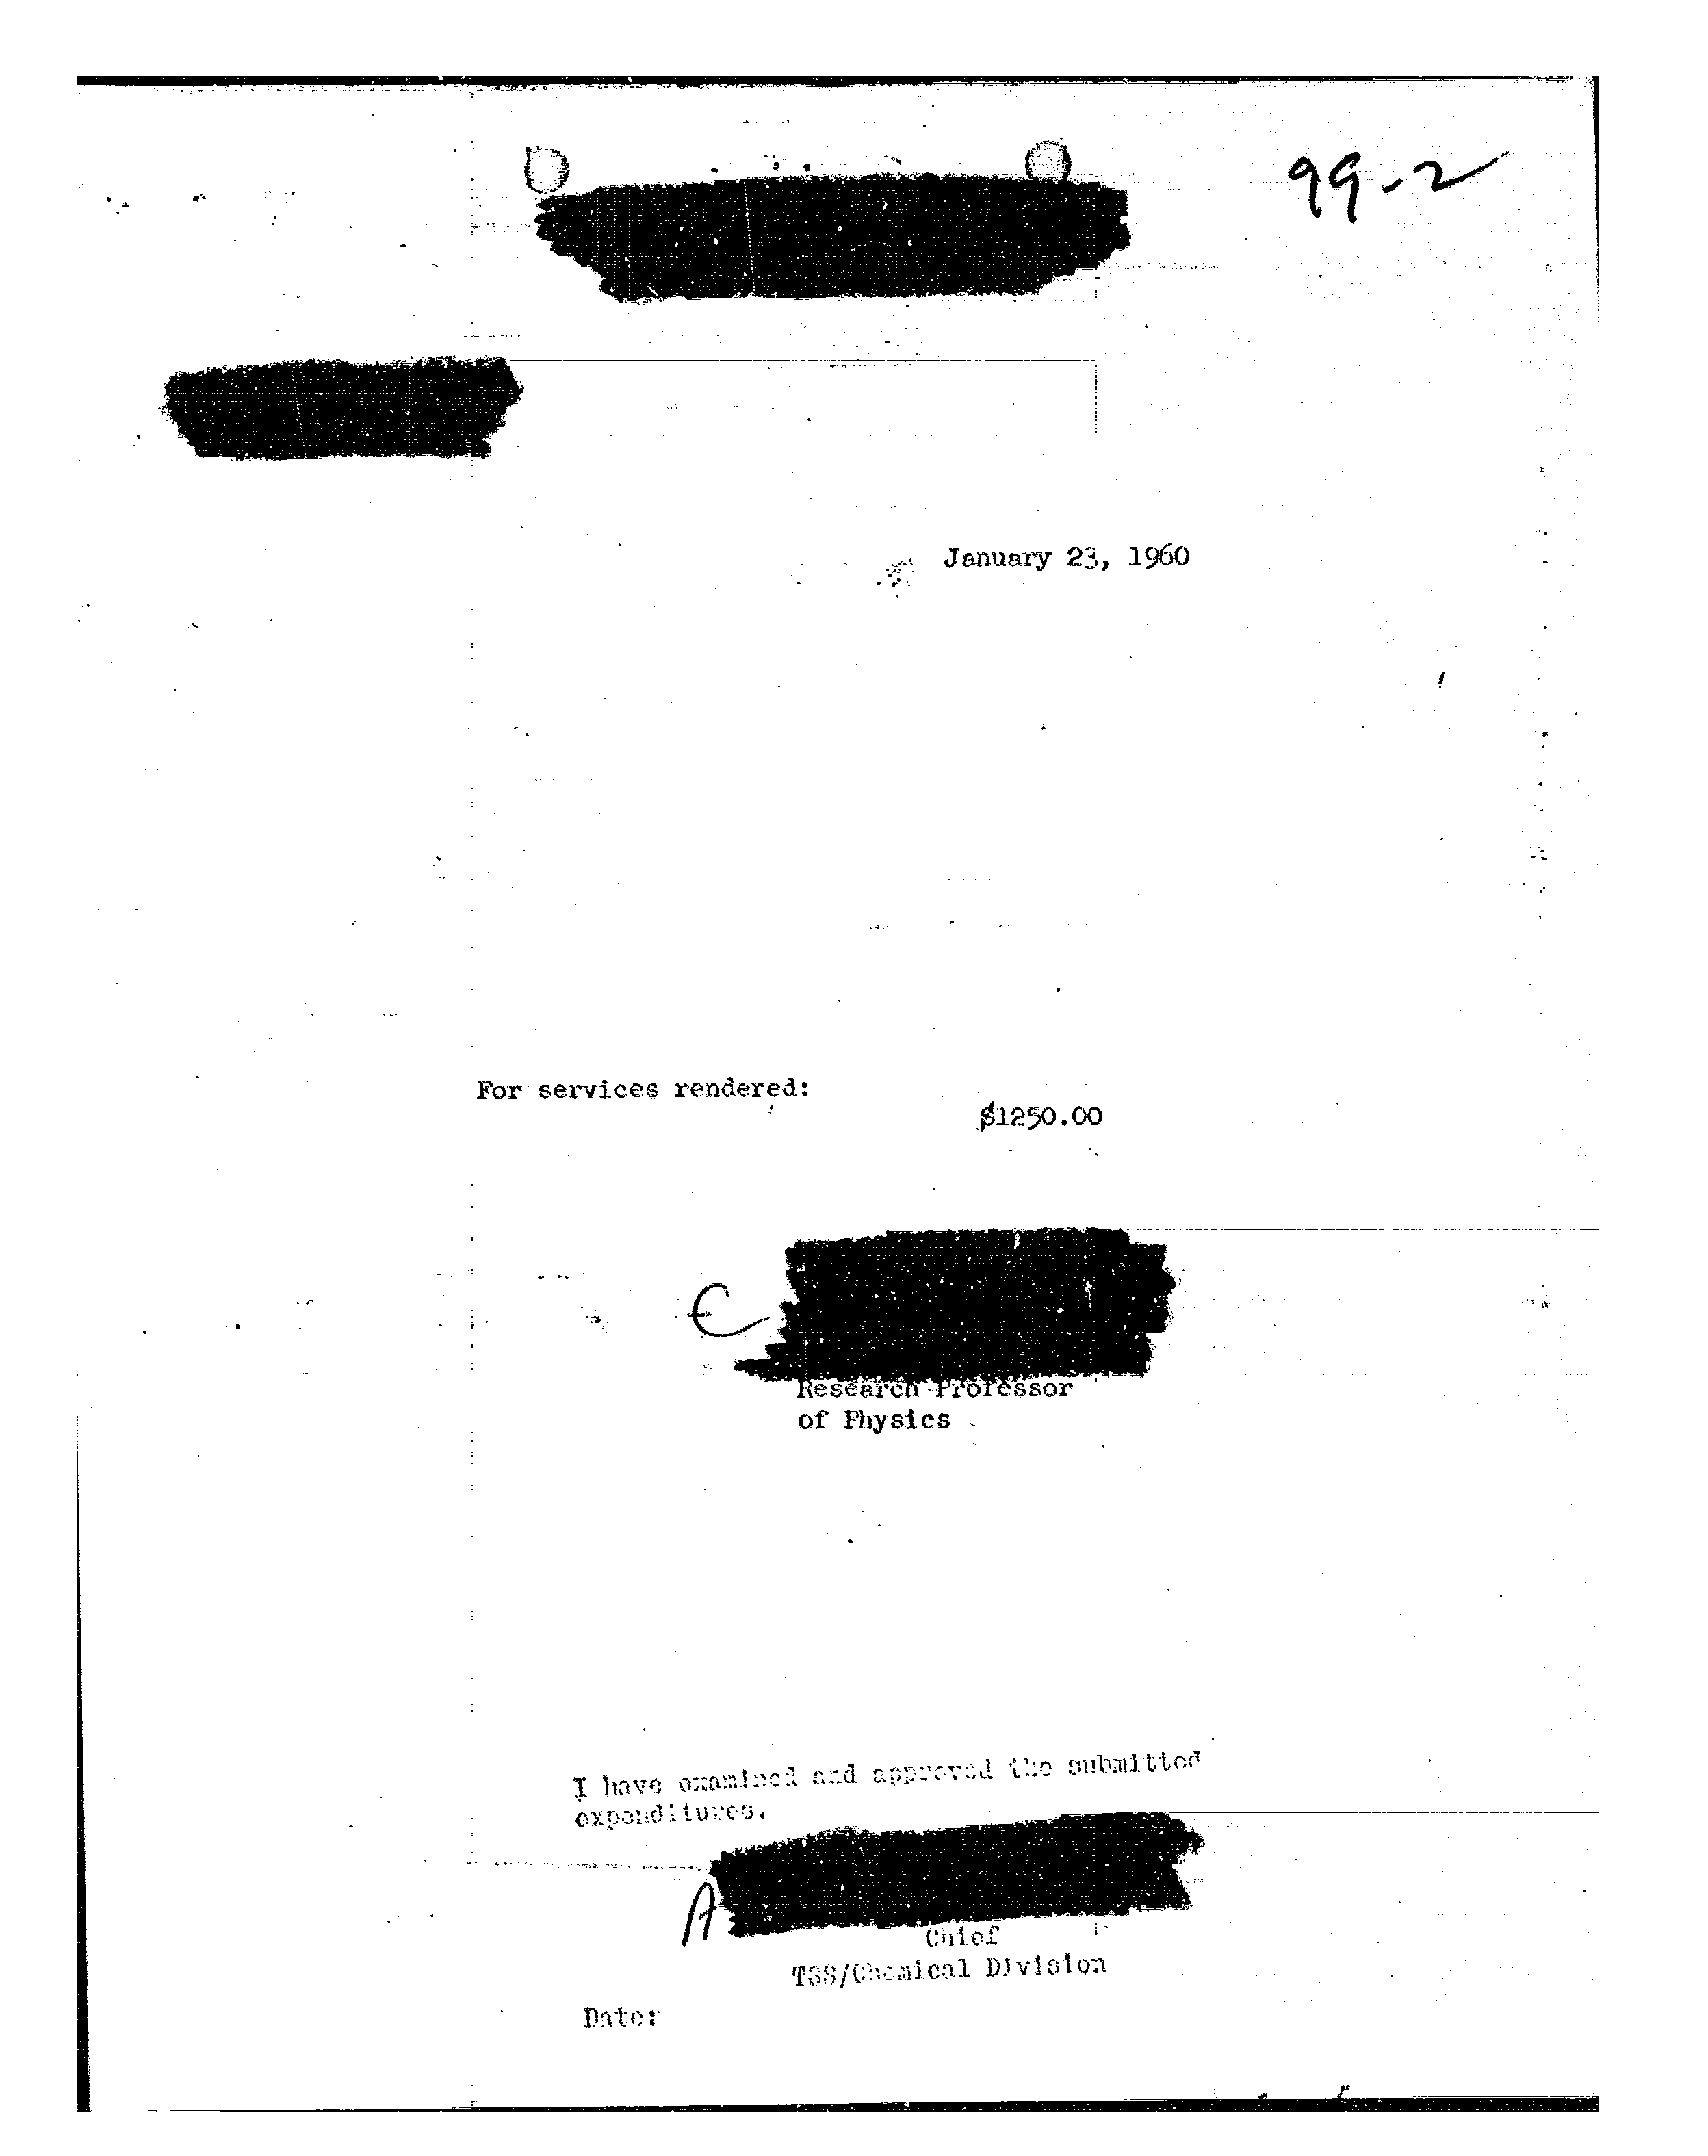 99-2
January 23, 1960
For services rendered:
$1250.00
C
Research Professor
of Physics
I have examined and approved the submitted
expenditures.
A
Chief
TSS/Chemical Division
Date: